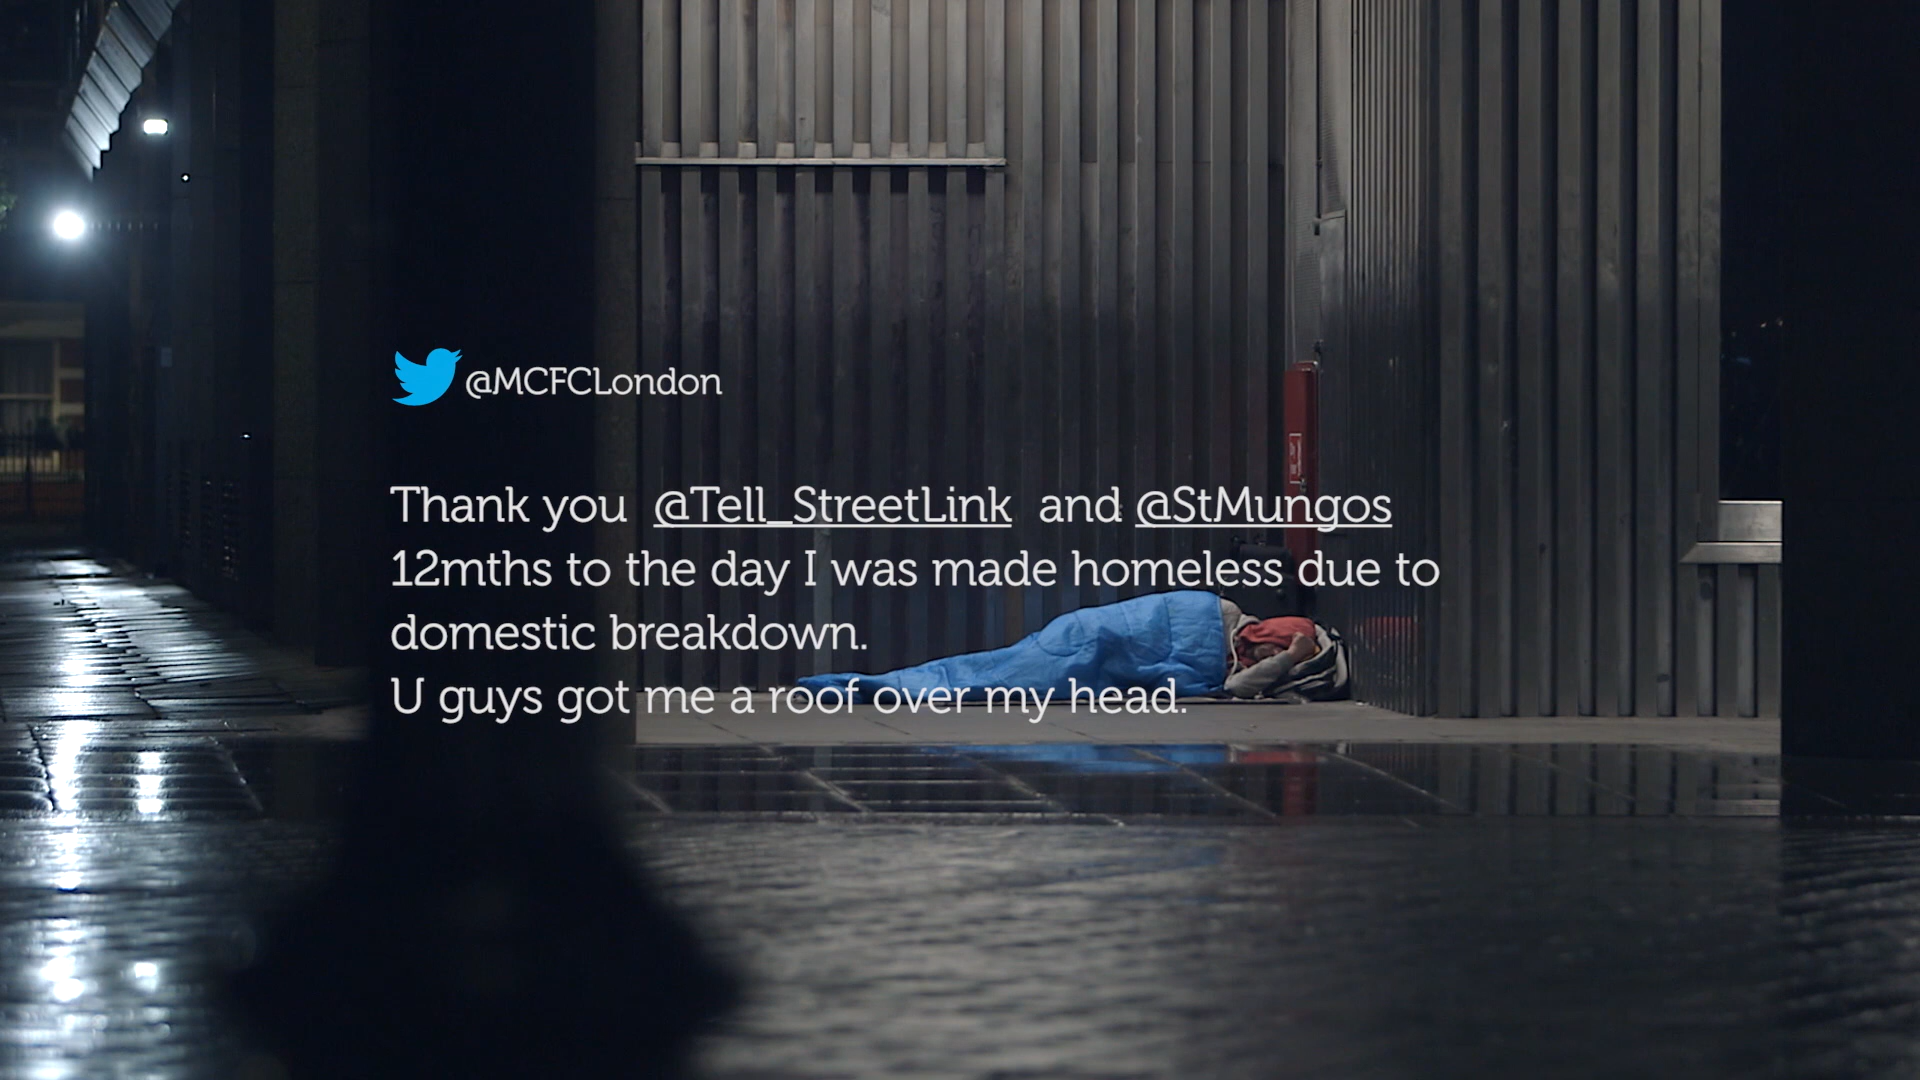 @MCFCLondon
Thank you @Tell_StreetLink and @StMungos
12mths to the day I was made homeless due to
domestic breakdown.
U guys got me a roof over my head.